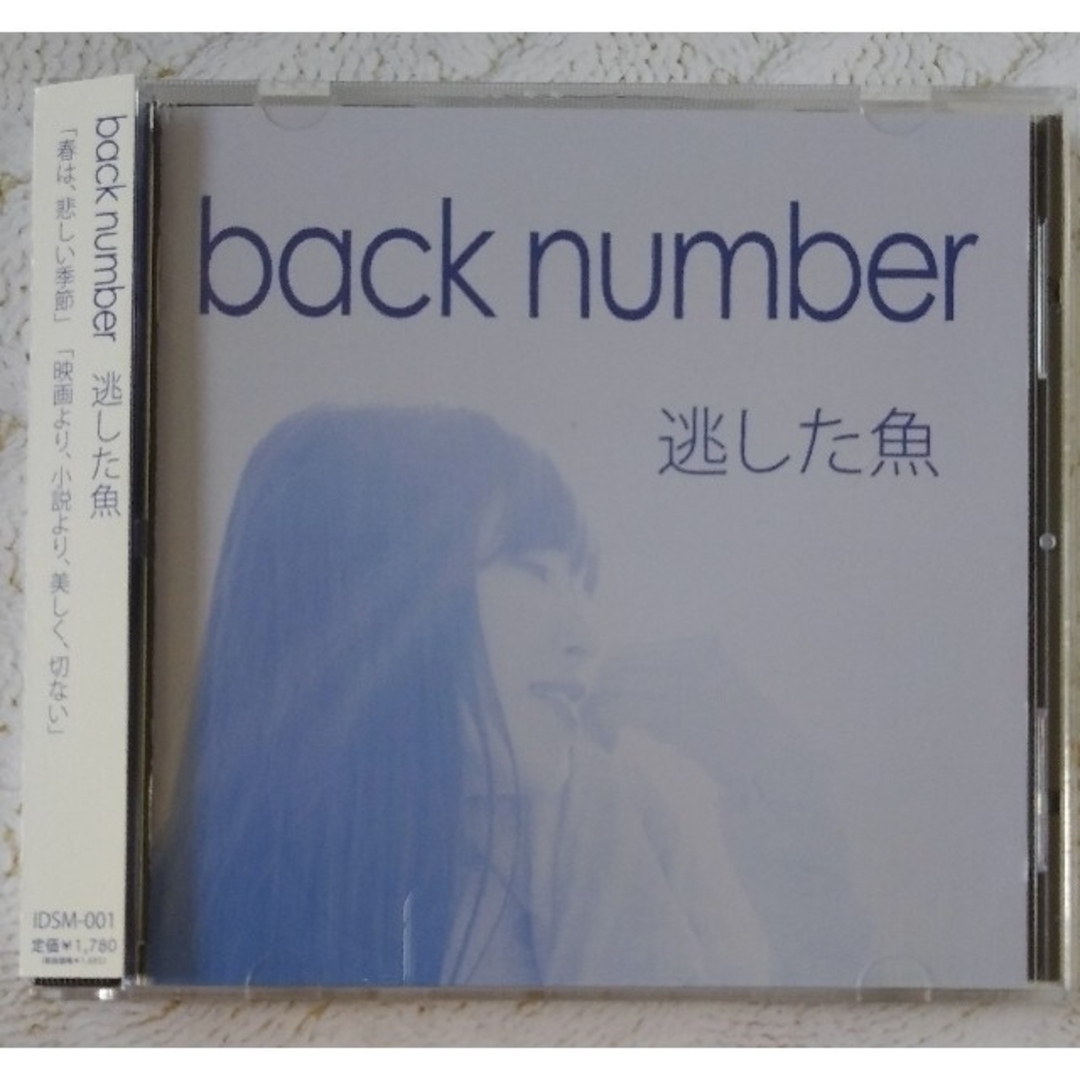 back number
逃した魚
back number 逃した魚
「春は、悲しい季節」「映画より、小説より、美しく、切ない」
IDSM-001
定価¥1,780